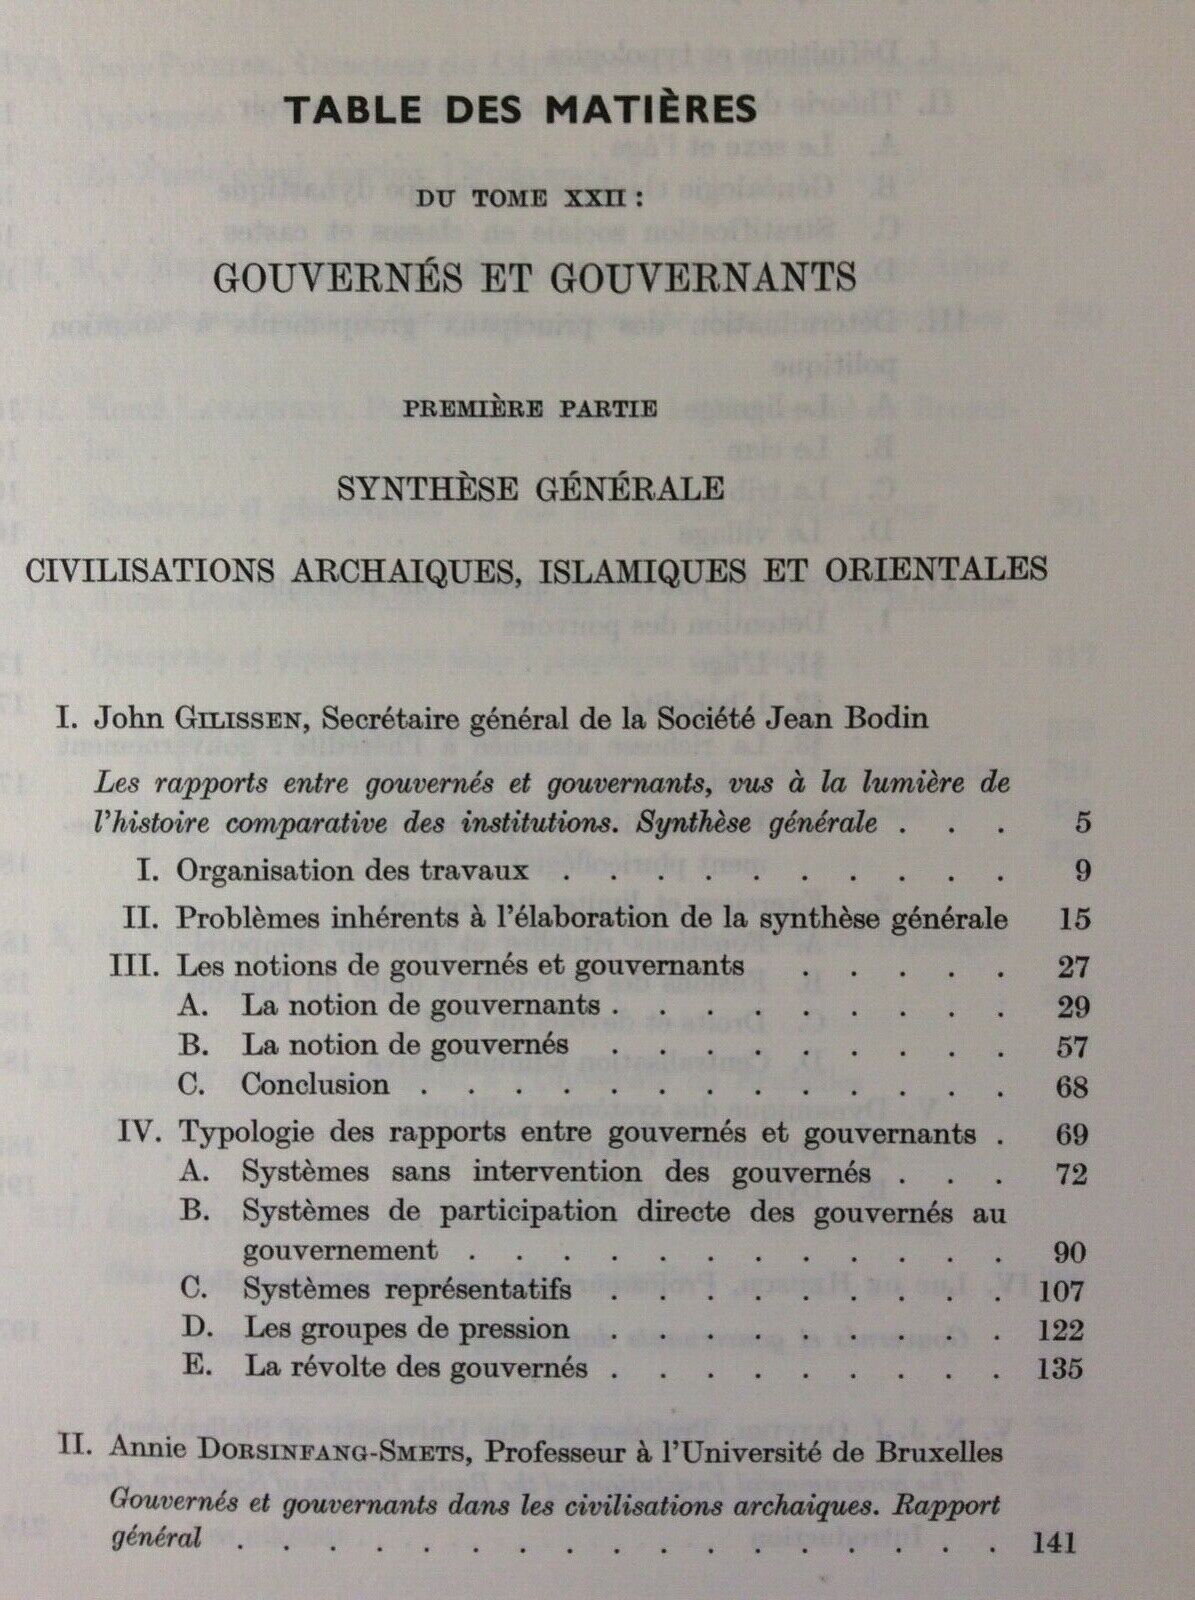 TABLE DES MATIÈRES
DU TOME XXII :
GOUVERNÉS ET GOUVERNANTS
PREMIÈRE PARTIE
SYNTHÈSE GÉNÉRALE
CIVILISATIONS ARCHAIQUES, ISLAMIQUES ET ORIENTALES
I. John GILISSEN, Secrétaire général de la Société Jean Bodin
Les rapports entre gouvernés et gouvernants, vus à la lumière de
l'histoire comparative des institutions. Synthèse générale . . . 5
I. Organisation des travaux . . . . . . . . . . 9
II. Problèmes inhérents à l'élaboration de la synthèse générale 15
III. Les notions de gouvernés et gouvernants . . . . . 27
A. La notion de gouvernants . . . . . . . . . 29
B. La notion de gouvernés . . . . . . . . . 57
C. Conclusion . . . . . . . . . . . . . 68
IV. Typologie des rapports entre gouvernés et gouvernants . 69
A. Systèmes sans intervention des gouvernés . . . 72
B. Systèmes de participation directe des gouvernés au
gouvernement . . . . . . . . . . . . 90
C. Systèmes représentatifs . . . . . . . . . 107
D. Les groupes de pression . . . . . . . . . 122
E. La révolte des gouvernés . . . . . . . . . 135
II. Annie DORSINFANG-SMETS, Professeur à l'Université de Bruxelles
Gouvernés et gouvernants dans les civilisations archaiques. Rapport
général . . . . . . . . . . . . . . . . . 141